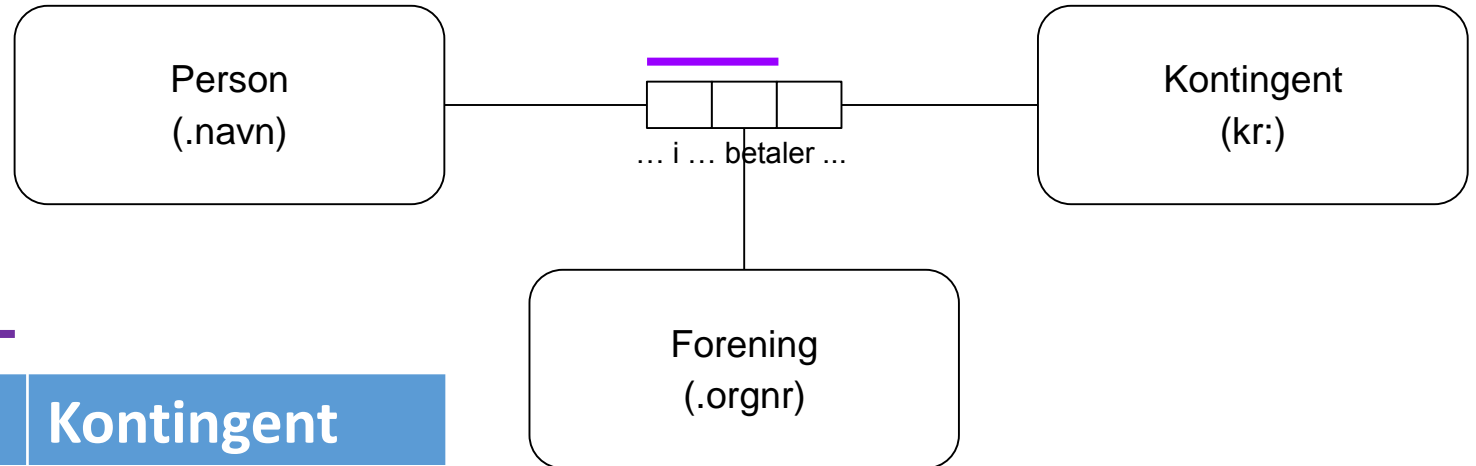 Person
(.navn)
Kontingent
(kr:)
… i … betaler ...
Forening
(.orgnr)
Kontingent